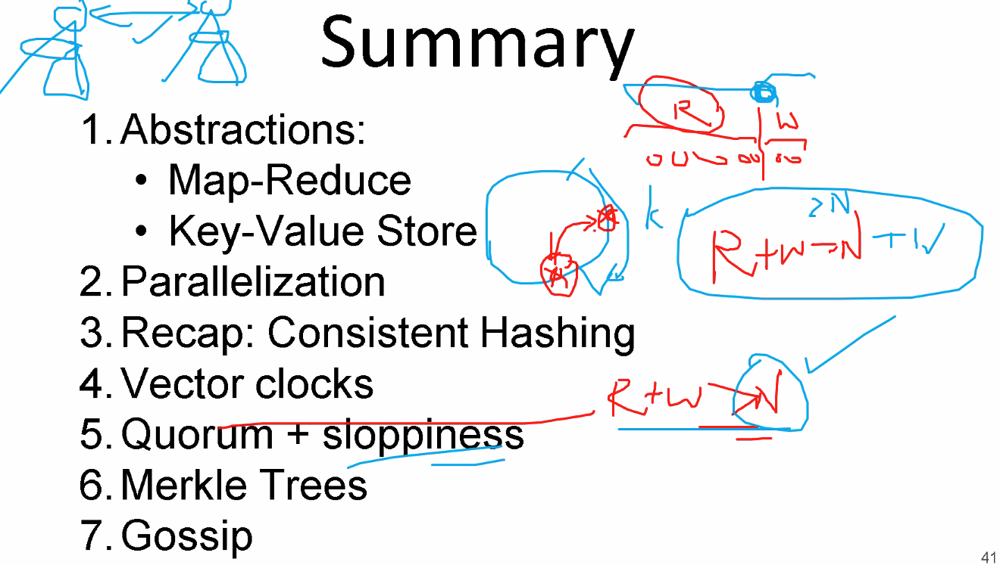 Summary
1. Abstractions:
R
W
• Map-Reduce
k
≥N
• Key-Value Store
R+W→N +1
2. Parallelization
3. Recap: Consistent Hashing
4. Vector clocks
R+W → N
5. Quorum + sloppiness
6. Merkle Trees
7. Gossip
41